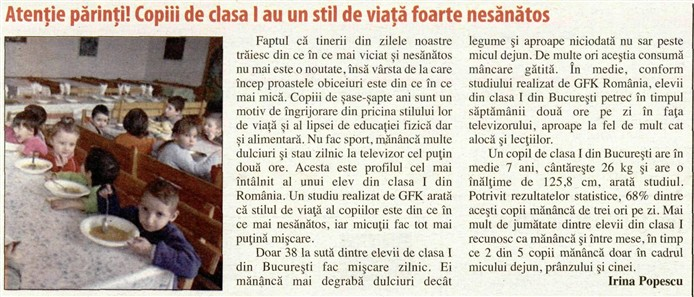 Atenție părinți! Copiii de clasa I au un stil de viață foarte nesănătos
Faptul că tinerii din zilele noastre
trăiesc din ce în ce mai viciat și nesănătos
nu mai este o noutate, însă vârsta de la care
încep proastele obiceiuri este din ce în ce
mai mică. Copiii de șase-șapte ani sunt un
motiv de îngrijorare din pricina stilului lor
de viață și al lipsei de educației fizică dar
și alimentară. Nu fac sport, mănâncă multe
dulciuri și stau zilnic la televizor cel puțin
două ore. Acesta este profilul cel mai
întâlnit al unui elev din clasa I din
România. Un studiu realizat de GFK arată
că stilul de viață al copiilor este din ce în
ce mai nesănătos, iar micuții fac tot mai
puțină mișcare.
Doar 38 la sută dintre elevii de clasa I
din București fac mișcare zilnic. Ei
mănâncă mai degrabă dulciuri decât
legume și aproape niciodată nu sar peste
micul dejun. De multe ori aceștia consumă
mâncare gătită. În medie, conform
studiului realizat de GFK România, elevii
din clasa I din București petrec în timpul
săptămânii două ore pe zi în fața
televizorului, aproape la fel de mult cat
alocă și lecțiilor.
Un copil de clasa I din București are în
medie 7 ani, cântărește 26 kg și are o
înălțime de 125,8 cm, arată studiul.
Potrivit rezultatelor statistice, 68% dintre
acești copii mănâncă de trei ori pe zi. Mai
mult de jumătate dintre elevii din clasa I
recunosc ca mănâncă și între mese, în timp
ce 2 din 5 copii mănâncă doar în cadrul
micului dejun, prânzului și cinei.
Irina Popescu